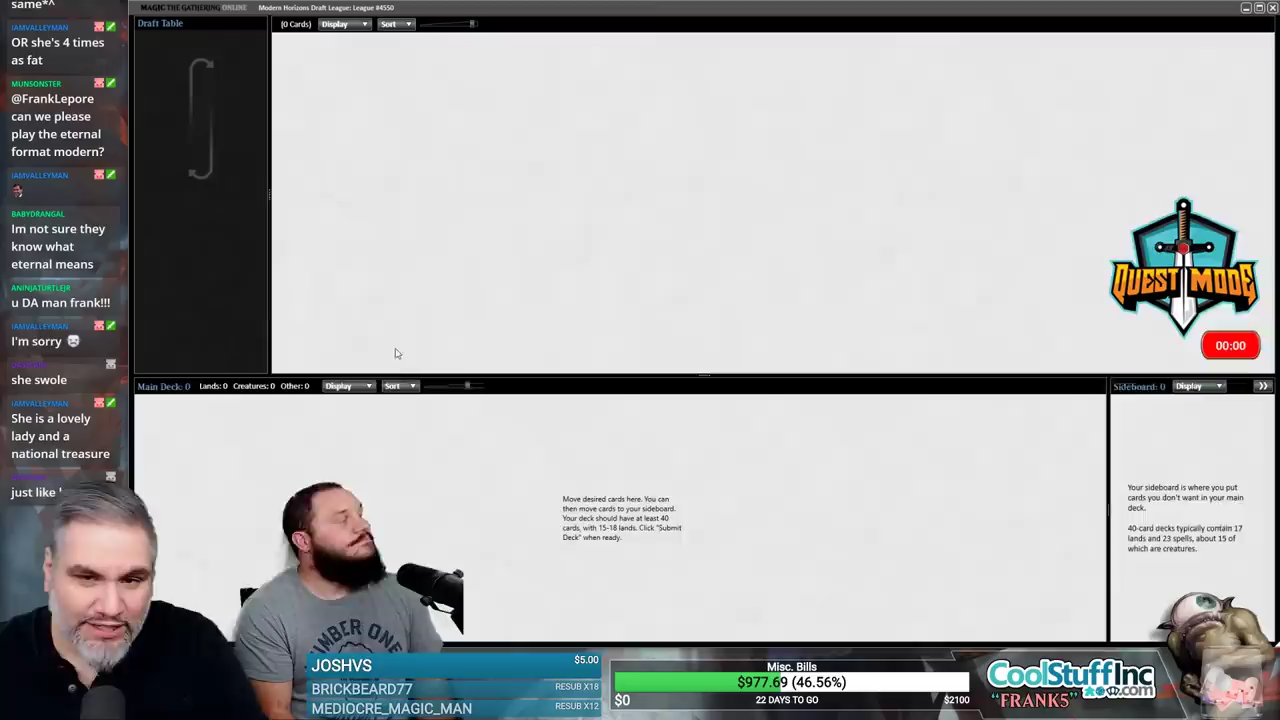 same^^
IAMVALLEYMAN
OR she's 4 times
as fat
MUNSONSTER
@FrankLepore
can we please
play the eternal
format modern?
IAMVALLEYMAN
BABYDRANGAL
Im not sure they
know what
eternal means
ANINJATURTLEJR
u DA man frank!!!
IAMVALLEYMAN
I'm sorry
she swole
IAMVALLEYMAN
She is a lovely
lady and a
national treasure
just like
MAGIC THE GATHERING ONLINE
Modern Horizons Draft League: League #4550
Draft Table
(0 Cards) Display Sort
QUEST MODE
00:00
Main Deck: 0 Lands: 0 Creatures: 0 Other: 0 Display Sort
Sideboard: 0 Display
Move desired cards here. You can
then move cards to your sideboard.
Your deck should have at least 40
cards, with 15-18 lands. Click "Submit
Deck" when ready.
Your sideboard is where you put
cards you don't want in your main
deck.
40-card decks typically contain 17
lands and 23 spells, about 15 of
which are creatures.
NUMBER ONE
JOSHVS $5.00
BRICKBEARD77 RESUB X18
MEDIOCRE_MAGIC_MAN RESUB X12
Misc. Bills
$977.69 (46.56%)
$0 22 DAYS TO GO $2100
CoolStuffInc
.com
"FRANK5"